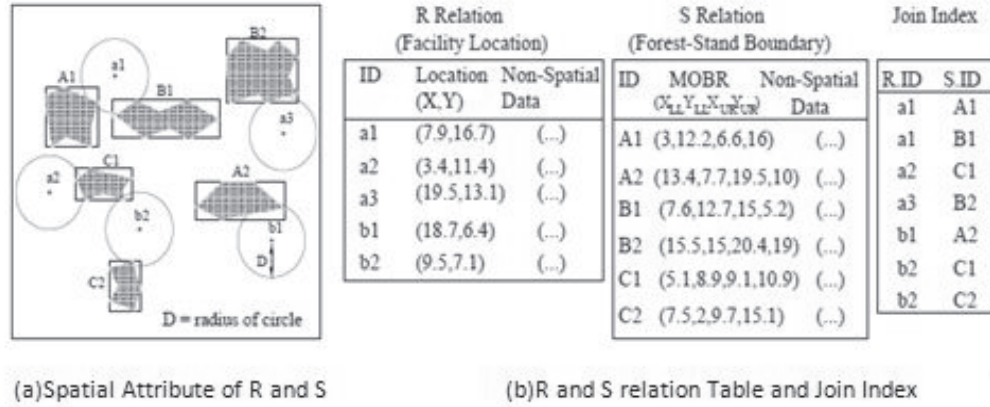 B2
a1
A1
B1
a3
C1
a2
A2
b2
b1
D
C2
D = radius of circle
(a)Spatial Attribute of R and S
R Relation
(Facility Location)
ID Location Non-Spatial
(X,Y) Data
a1 (7.9,16.7) (...)
a2 (3.4,11.4) (...)
a3 (19.5,13.1) (...)
b1 (18.7,6.4) (...)
b2 (9.5,7.1) (...)
S Relation
(Forest-Stand Boundary)
ID MOBR Non-Spatial
(XLL,YLL,XUR,YUR) Data
A1 (3,12.2,6.6,16) (...)
A2 (13.4,7.7,19.5,10) (...)
B1 (7.6,12.7,15,5.2) (...)
B2 (15.5,15,20.4,19) (...)
C1 (5.1,8.9,9.1,10.9) (...)
C2 (7.5,2,9.7,15.1) (...)
Join Index
R.ID S.ID
a1 A1
a1 B1
a2 C1
a3 B2
b1 A2
b2 C1
b2 C2
(b)R and S relation Table and Join Index